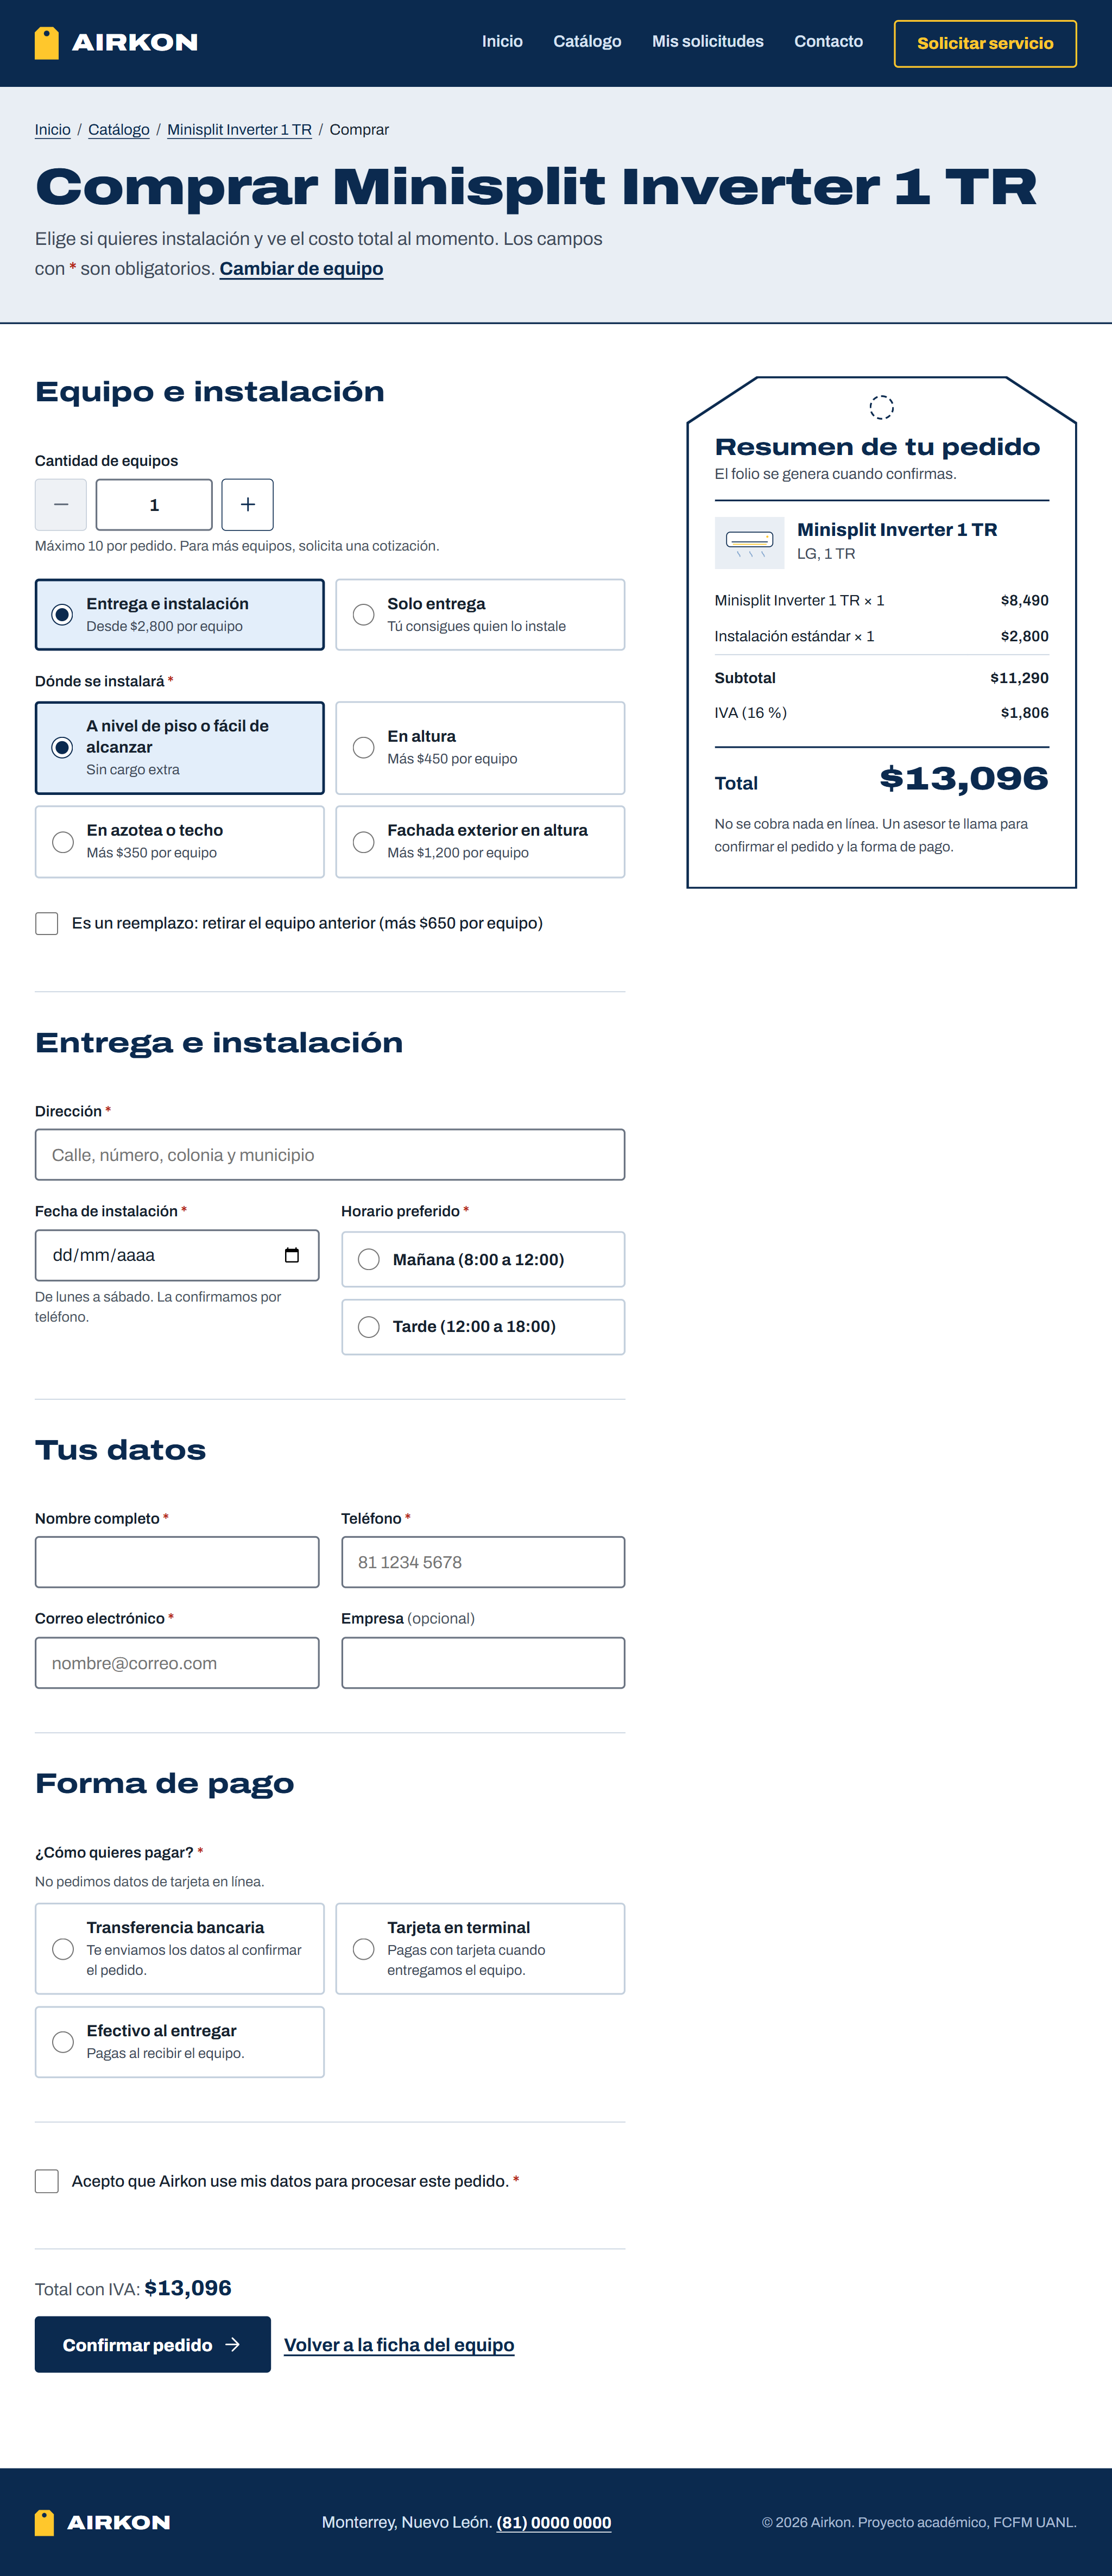 AIRKON
Inicio
Catálogo
Mis solicitudes
Contacto
Solicitar servicio
Inicio / Catálogo / Minisplit Inverter 1 TR / Comprar
Comprar Minisplit Inverter 1 TR
Elige si quieres instalación y ve el costo total al momento. Los campos
con * son obligatorios. Cambiar de equipo
Equipo e instalación
Cantidad de equipos
1
Máximo 10 por pedido. Para más equipos, solicita una cotización.
Entrega e instalación
Desde $2,800 por equipo
Solo entrega
Tú consigues quien lo instale
Dónde se instalará *
A nivel de piso o fácil de
alcanzar
Sin cargo extra
En altura
Más $450 por equipo
En azotea o techo
Más $350 por equipo
Fachada exterior en altura
Más $1,200 por equipo
Es un reemplazo: retirar el equipo anterior (más $650 por equipo)
Resumen de tu pedido
El folio se genera cuando confirmas.
Minisplit Inverter 1 TR
LG, 1 TR
Minisplit Inverter 1 TR × 1 $8,490
Instalación estándar × 1 $2,800
Subtotal $11,290
IVA (16 %) $1,806
Total $13,096
No se cobra nada en línea. Un asesor te llama para
confirmar el pedido y la forma de pago.
Entrega e instalación
Dirección *
Calle, número, colonia y municipio
Fecha de instalación *
dd/mm/aaaa
De lunes a sábado. La confirmamos por
teléfono.
Horario preferido *
Mañana (8:00 a 12:00)
Tarde (12:00 a 18:00)
Tus datos
Nombre completo *
Teléfono *
81 1234 5678
Correo electrónico *
nombre@correo.com
Empresa (opcional)
Forma de pago
¿Cómo quieres pagar? *
No pedimos datos de tarjeta en línea.
Transferencia bancaria
Te enviamos los datos al confirmar
el pedido.
Tarjeta en terminal
Pagas con tarjeta cuando
entregamos el equipo.
Efectivo al entregar
Pagas al recibir el equipo.
Acepto que Airkon use mis datos para procesar este pedido. *
Total con IVA: $13,096
Confirmar pedido →
Volver a la ficha del equipo
AIRKON
Monterrey, Nuevo León. (81) 0000 0000
© 2026 Airkon. Proyecto académico, FCFM UANL.